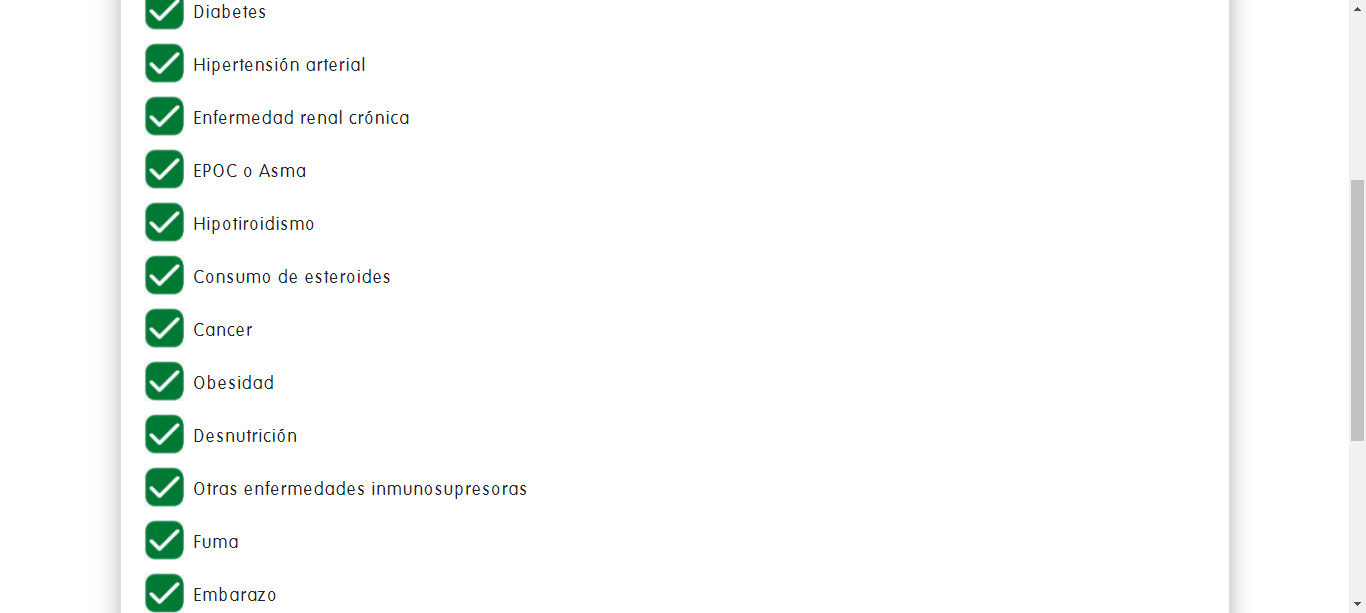 Diabetes
Hipertensión arterial
Enfermedad renal crónica
EPOC o Asma
Hipotiroidismo
Consumo de esteroides
Cancer
Obesidad
Desnutrición
Otras enfermedades inmunosupresoras
Fuma
Embarazo